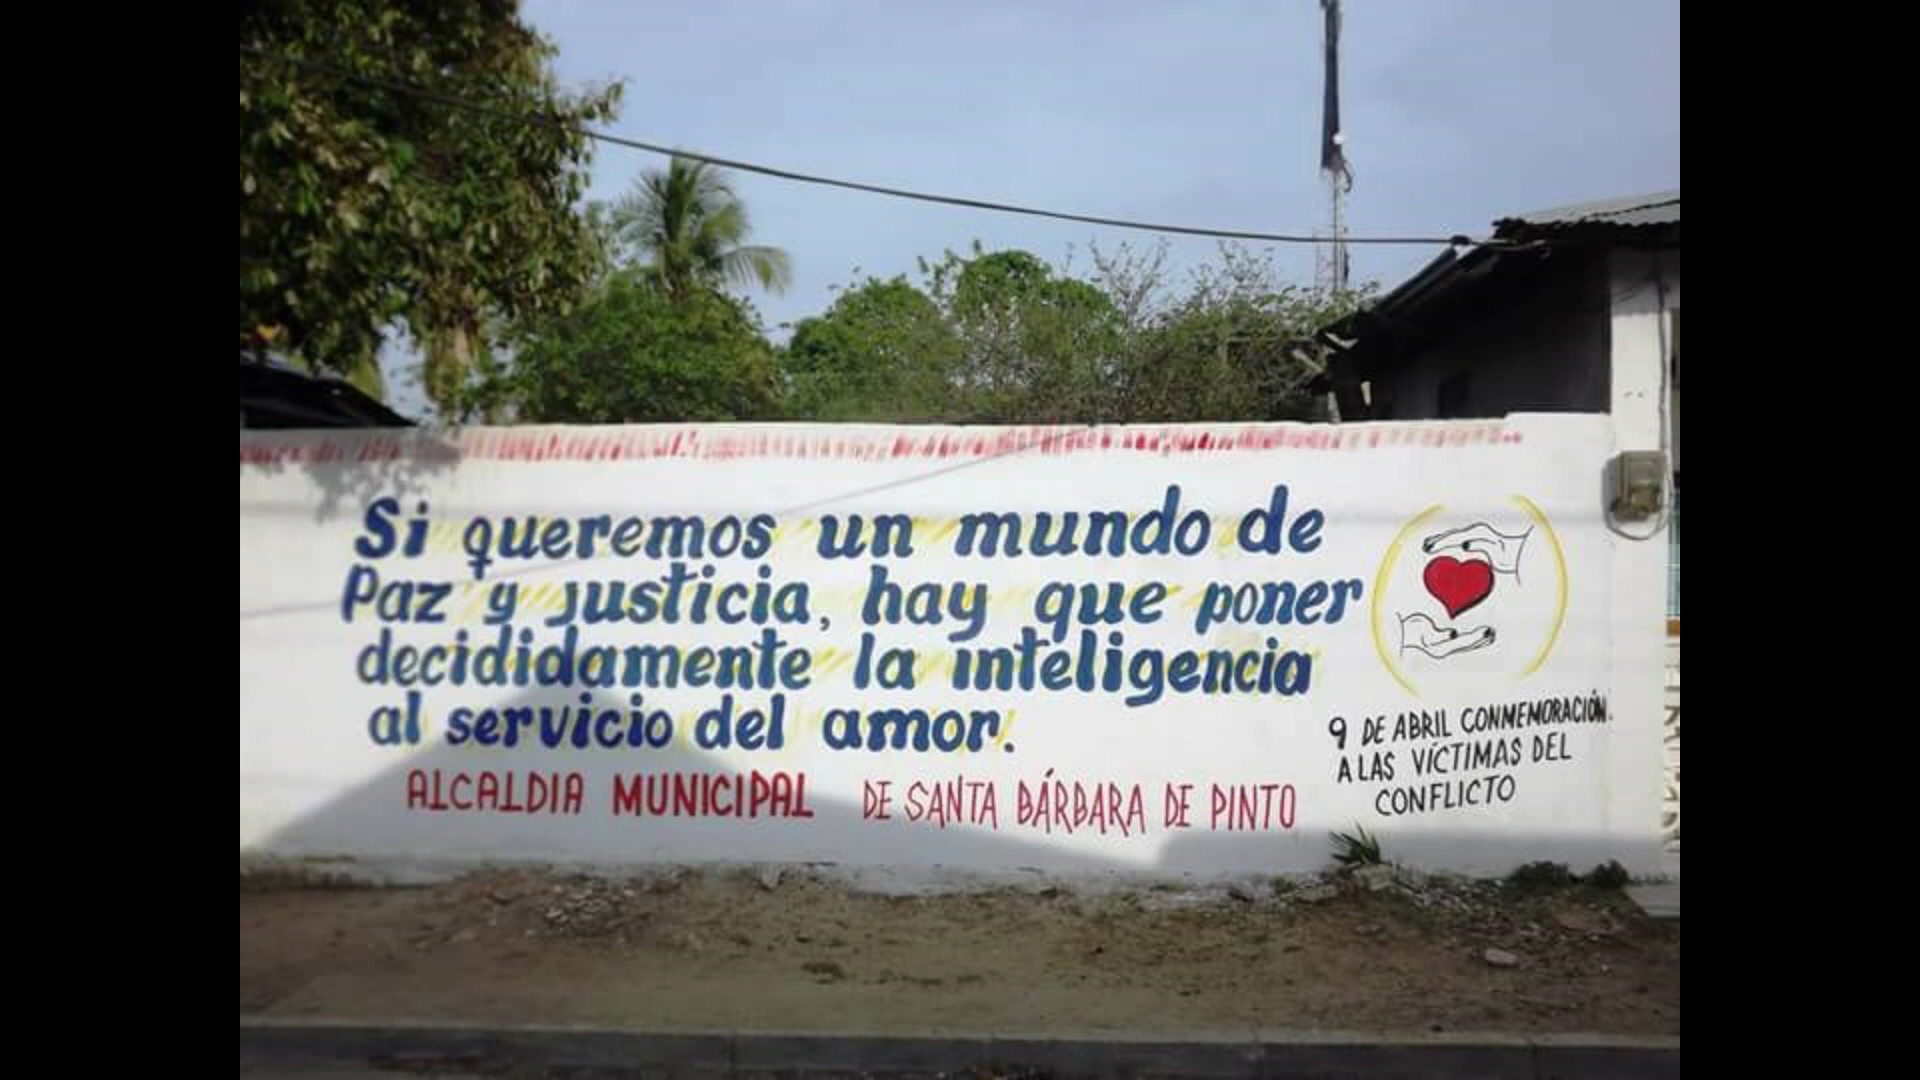 Si queremos un mundo de
Paz y justicia, hay que poner
decididamente la inteligencia
al servicio del amor.
ALCALDIA MUNICIPAL DE SANTA BÁRBARA DE PINTO
9 DE ABRIL CONMEMORACIÓN.
A LAS VÍCTIMAS DEL
CONFLICTO